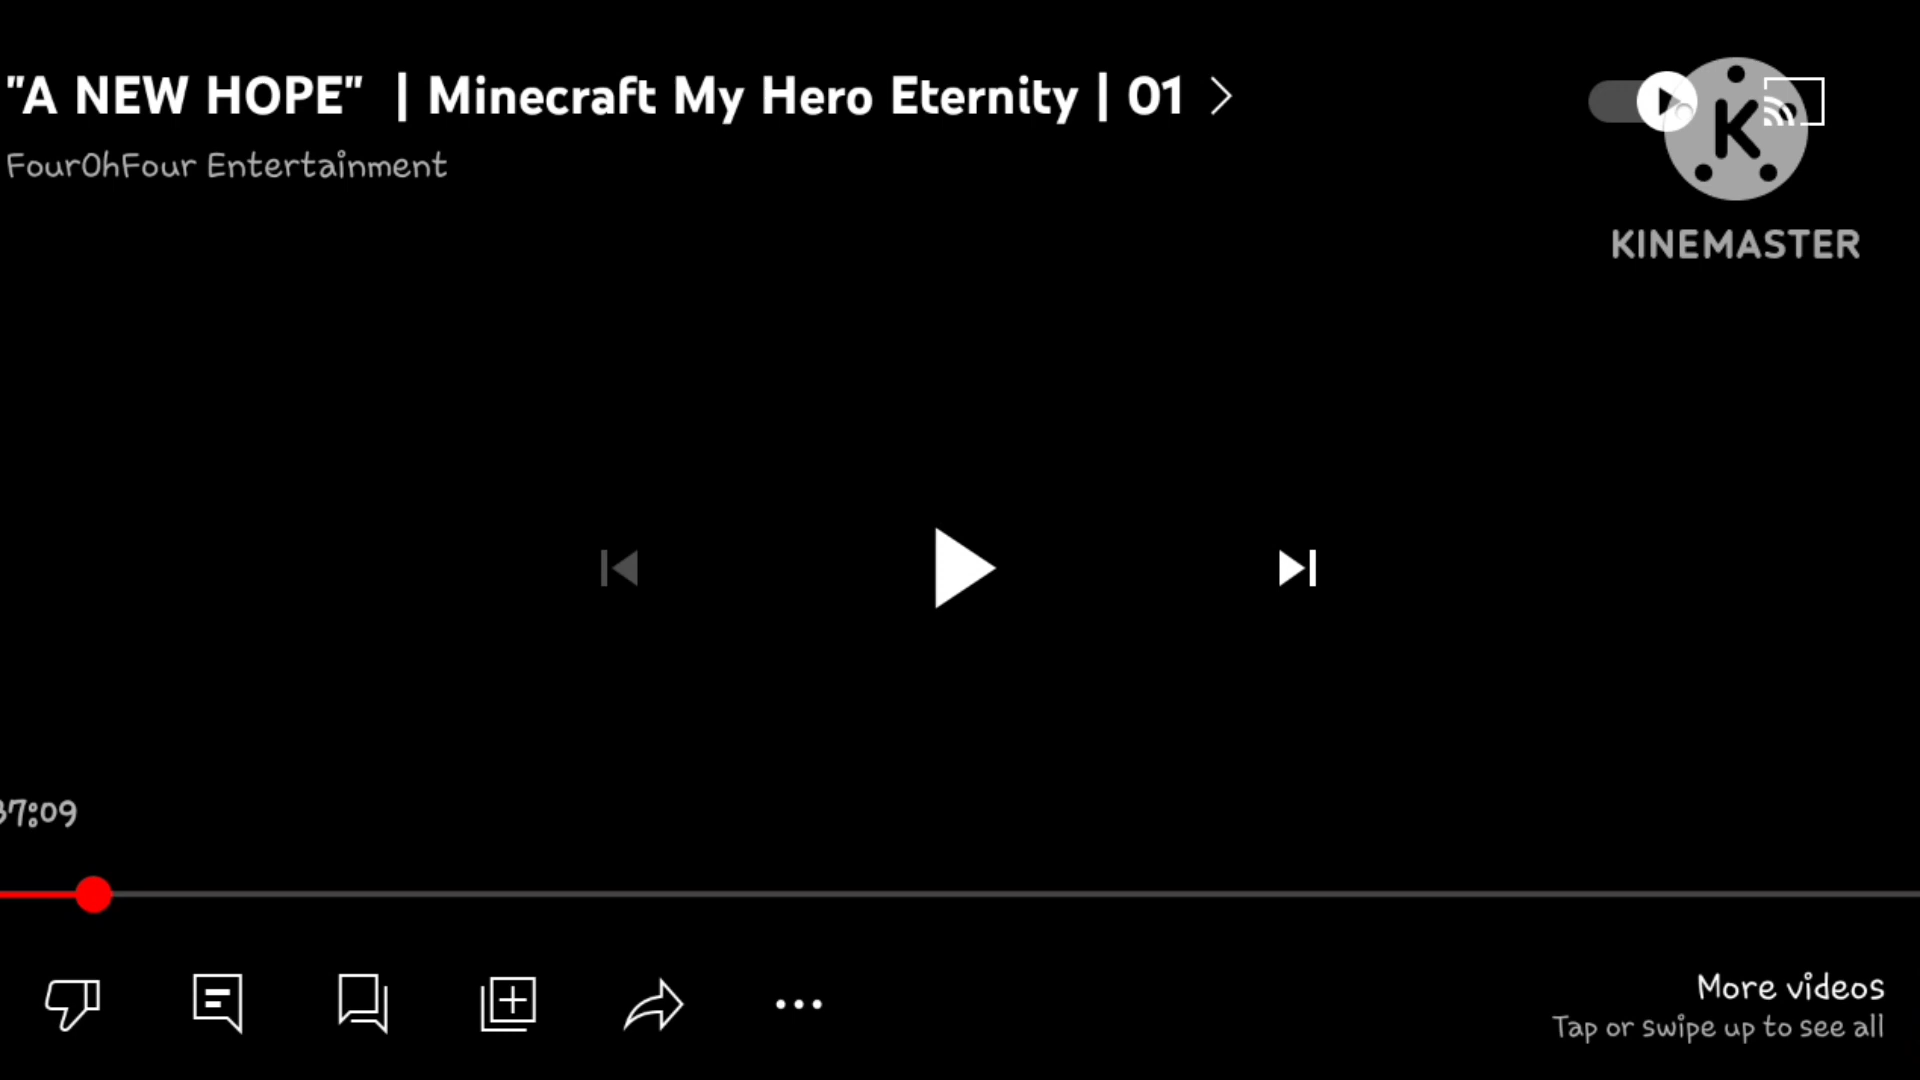 "A NEW HOPE" | Minecraft My Hero Eternity | 01
FourOhFour Entertainment
K
KINEMASTER
37:09
More videos
Tap or swipe up to see all